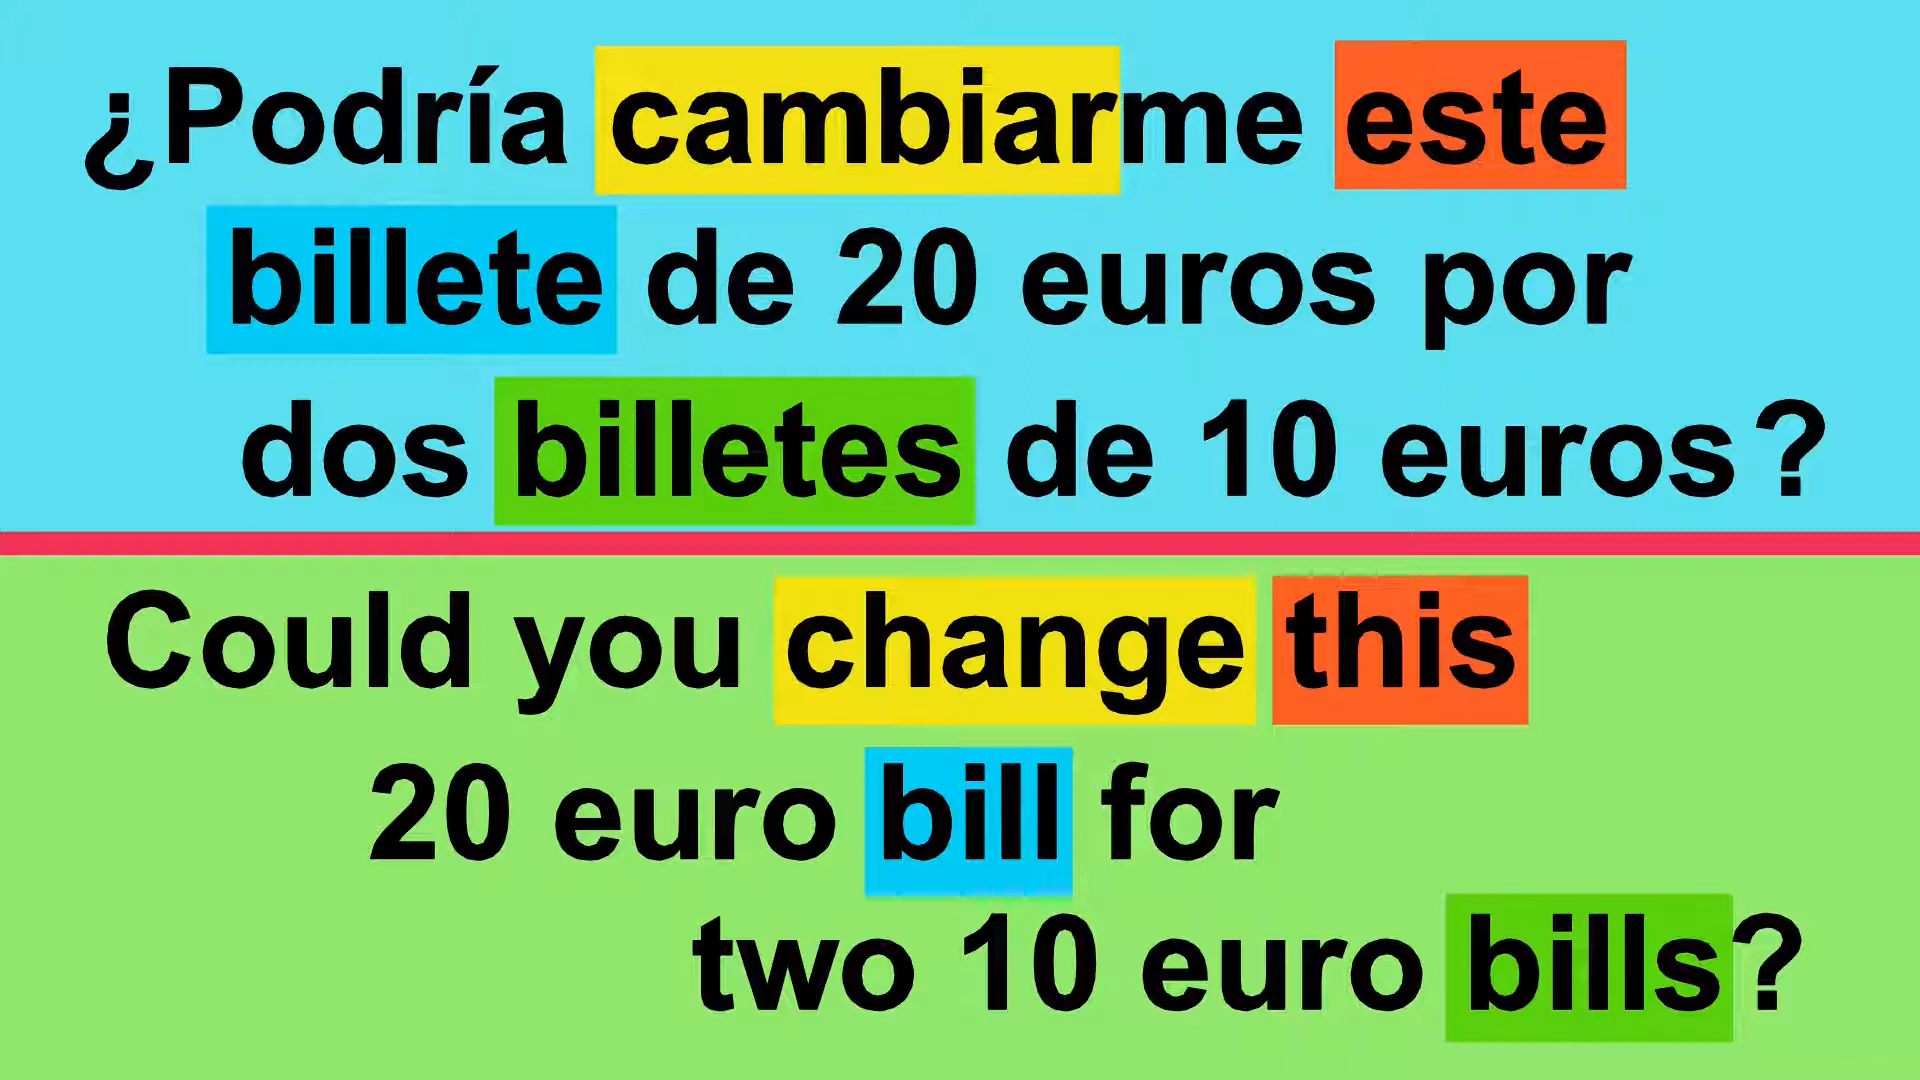 ¿Podría cambiarme este
billete de 20 euros por
dos billetes de 10 euros?
Could you change this
20 euro bill for
two 10 euro bills?